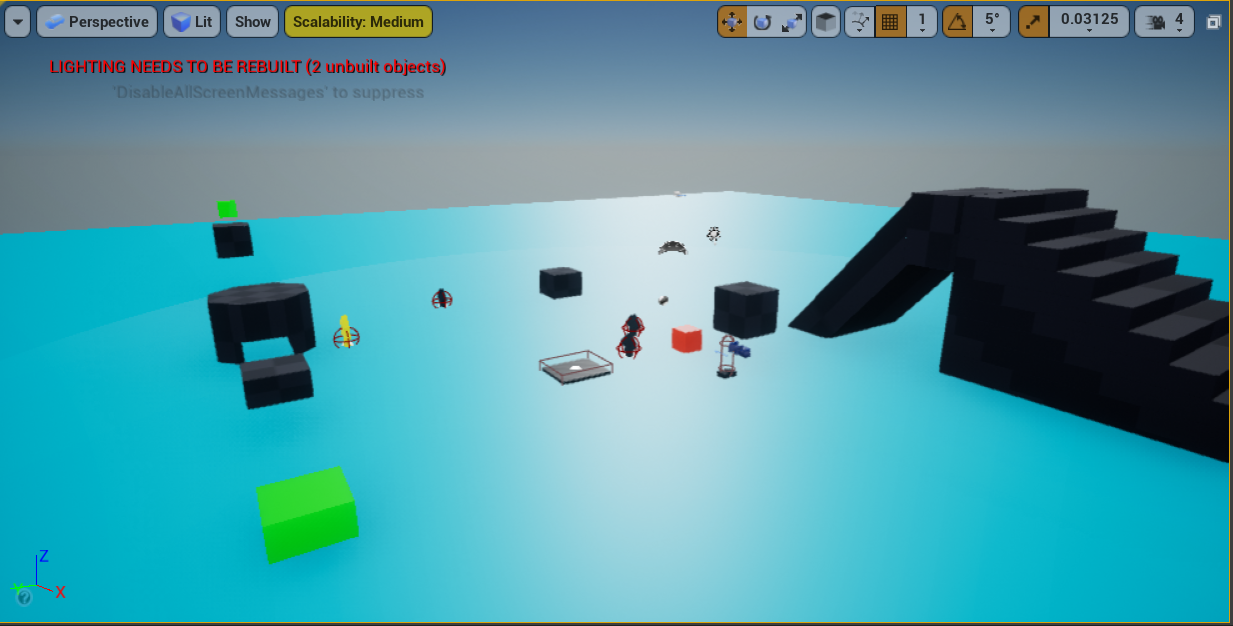 Perspective
Lit
Show
Scalability: Medium
1
5°
0.03125
4
LIGHTING NEEDS TO BE REBUILT (2 unbuilt objects)
'DisableAllScreenMessages' to suppress
Z
X
?